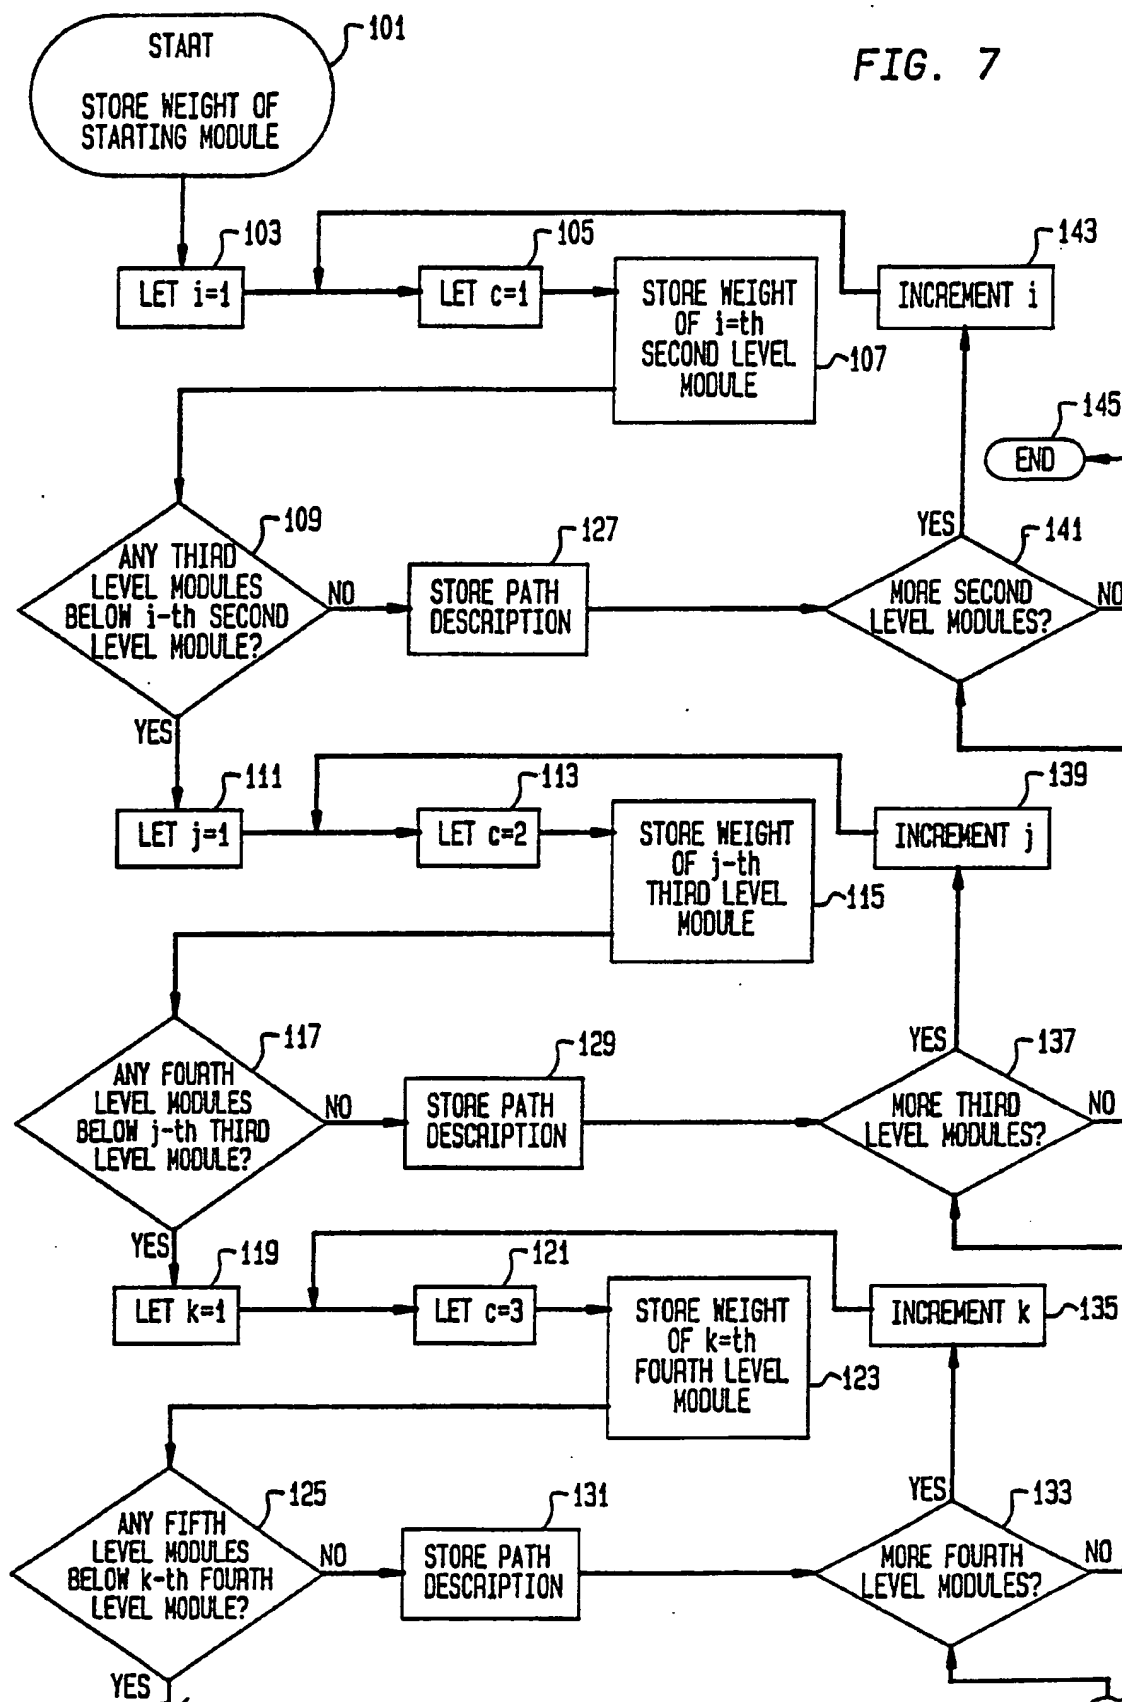 FIG. 7
START
STORE WEIGHT OF
STARTING MODULE
101
LET i=1
103
LET c=1
105
STORE WEIGHT
OF i=th
SECOND LEVEL
MODULE
107
INCREMENT i
143
145
END
ANY THIRD
LEVEL MODULES
BELOW i-th SECOND
LEVEL MODULE?
109
NO
STORE PATH
DESCRIPTION
127
YES
MORE SECOND
LEVEL MODULES?
141
NO
YES
LET j=1
111
LET c=2
113
STORE WEIGHT
OF j-th
THIRD LEVEL
MODULE
115
INCREMENT j
139
ANY FOURTH
LEVEL MODULES
BELOW j-th THIRD
LEVEL MODULE?
117
NO
STORE PATH
DESCRIPTION
129
YES
MORE THIRD
LEVEL MODULES?
137
NO
YES
LET k=1
119
LET c=3
121
STORE WEIGHT
OF k=th
FOURTH LEVEL
MODULE
123
INCREMENT k
135
ANY FIFTH
LEVEL MODULES
BELOW k-th FOURTH
LEVEL MODULE?
125
NO
STORE PATH
DESCRIPTION
131
YES
MORE FOURTH
LEVEL MODULES?
133
NO
YES